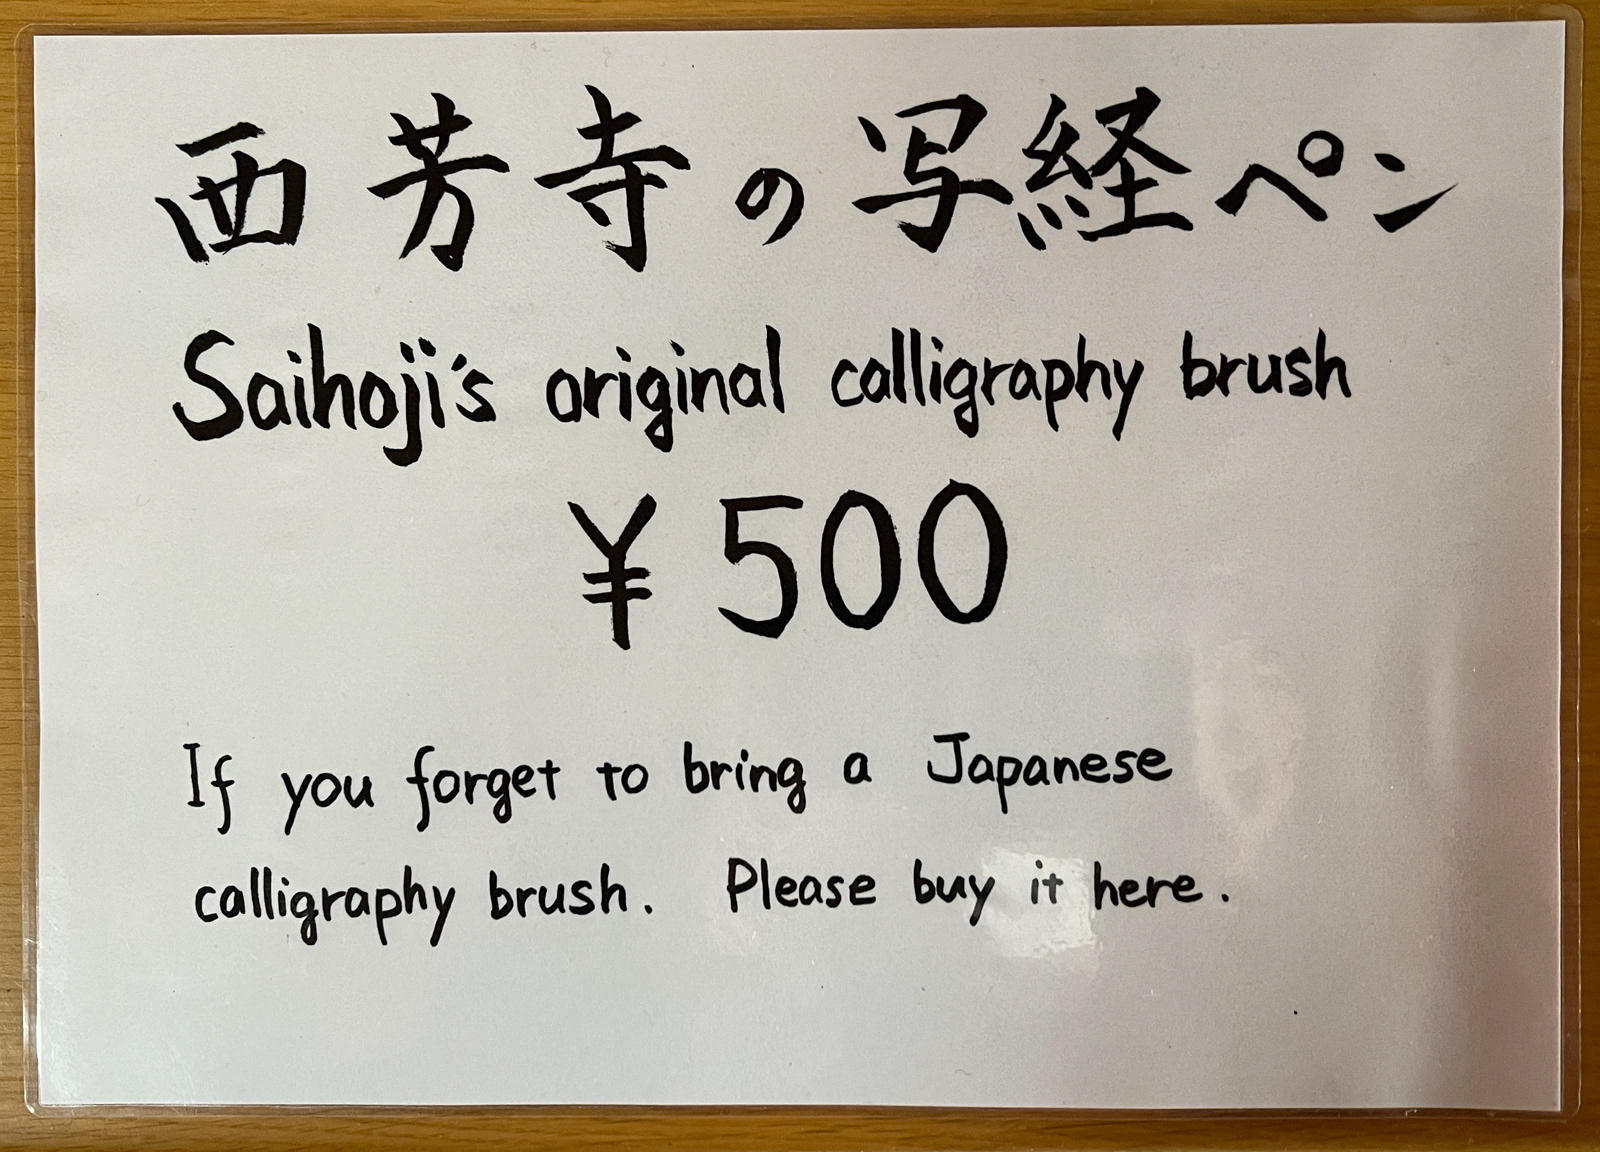 西芳寺の写経ペン
Saihoji's original calligraphy brush
¥500
If you forget to bring a Japanese
calligraphy brush. Please buy it here.